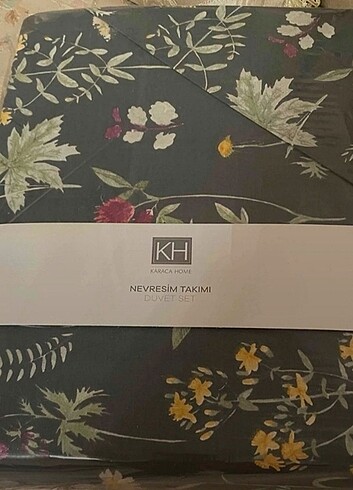 KH
KARACA HOME
NEVRESİM TAKIMI
DUVET SET